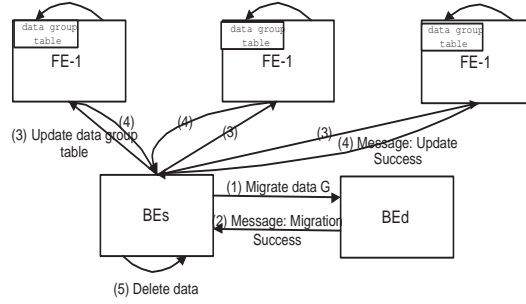 data group
table
FE-1
data group
table
FE-1
data group
table
FE-1
(4)
(4)
(3)
(3)
(3) Update data group
table
(4) Message: Update
Success
BEs
(1) Migrate data G
(2) Message: Migration
Success
BEd
(5) Delete data